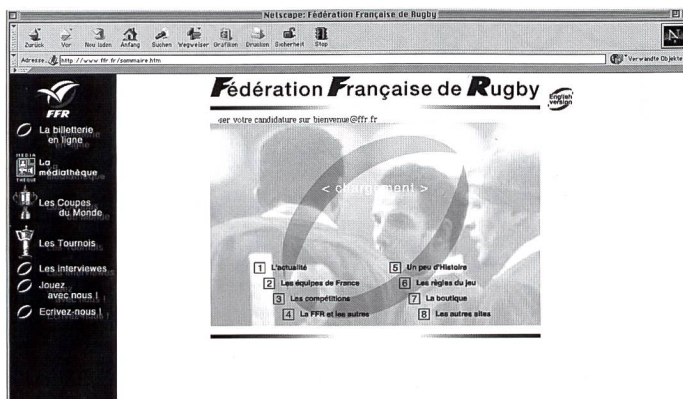 Netscape: Fédération Française de Rugby
Zurück Vor Neu laden Anfang Suchen Wegweiser Grafiken Drucken Sicherheit Stop
N
Adresse: http://www.ffr.fr/sommaire.htm
Verwandte Objekte
FFR
La billetterie
en ligne
MEDIA
THEQUE
La
médiathèque
Les Coupes
du Monde
Les Tournois
Les Interviewes
Jouez
avec nous !
Ecrivez-nous !
Fédération Française de Rugby
English
version
ser votre candidature sur bienvenue@ffr.fr
< chargement >
1 L'actualité
2 Les équipes de France
3 Les compétitions
4 La FFR et les autres
5 Un peu d'Histoire
6 Les règles du jeu
7 La boutique
8 Les autres sites